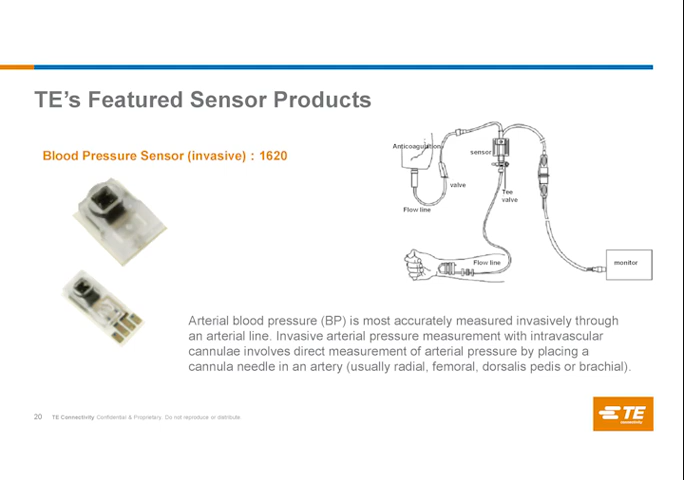 TE's Featured Sensor Products
Blood Pressure Sensor (invasive) : 1620
Anticoagulation
sensor
valve
Tee
valve
Flow line
Flow line
monitor
Arterial blood pressure (BP) is most accurately measured invasively through
an arterial line. Invasive arterial pressure measurement with intravascular
cannulae involves direct measurement of arterial pressure by placing a
cannula needle in an artery (usually radial, femoral, dorsalis pedis or brachial).
20 TE Connectivity Confidential & Proprietary. Do not reproduce or distribute.
TE
connectivity